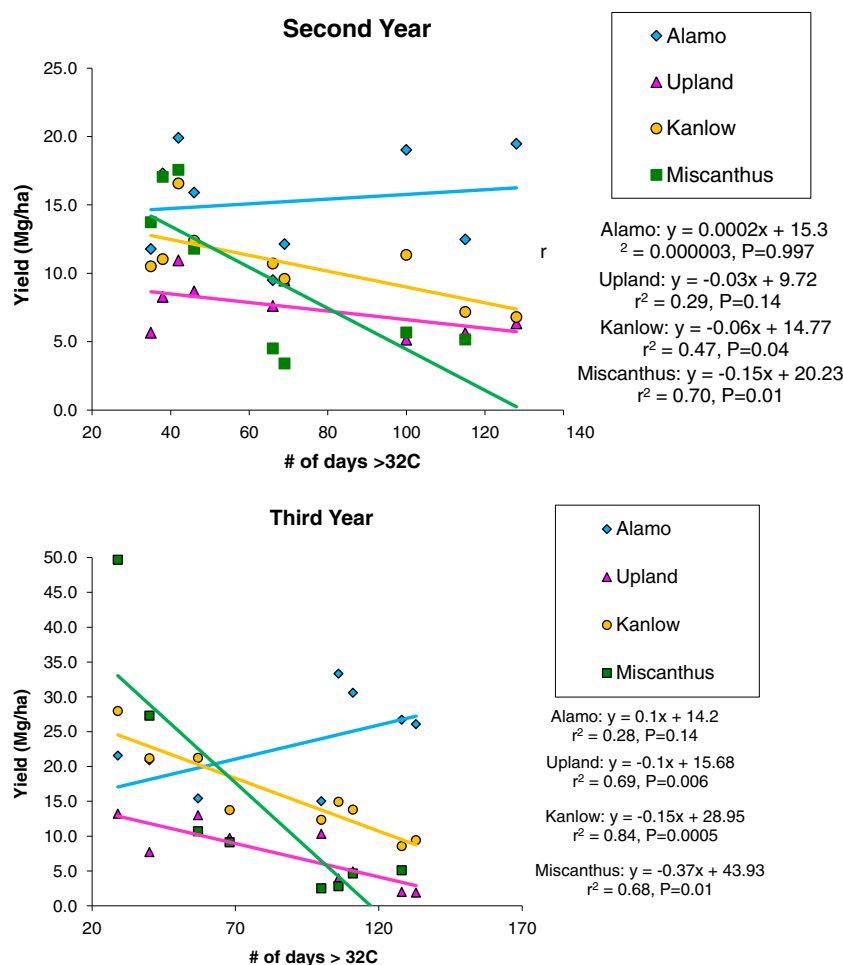 Second Year
Alamo
Upland
Kanlow
Miscanthus
25.0
20.0
15.0
10.0
5.0
0.0
Yield (Mg/ha)
20 40 60 80 100 120 140
# of days >32C
r
Alamo: y = 0.0002x + 15.3
² = 0.000003, P=0.997
Upland: y = -0.03x + 9.72
r² = 0.29, P=0.14
Kanlow: y = -0.06x + 14.77
r² = 0.47, P=0.04
Miscanthus: y = -0.15x + 20.23
r² = 0.70, P=0.01
Third Year
Alamo
Upland
Kanlow
Miscanthus
50.0
45.0
40.0
35.0
30.0
25.0
20.0
15.0
10.0
5.0
0.0
Yield (Mg/ha)
20 70 120 170
# of days > 32C
Alamo: y = 0.1x + 14.2
r² = 0.28, P=0.14
Upland: y = -0.1x + 15.68
r² = 0.69, P=0.006
Kanlow: y = -0.15x + 28.95
r² = 0.84, P=0.0005
Miscanthus: y = -0.37x + 43.93
r² = 0.68, P=0.01